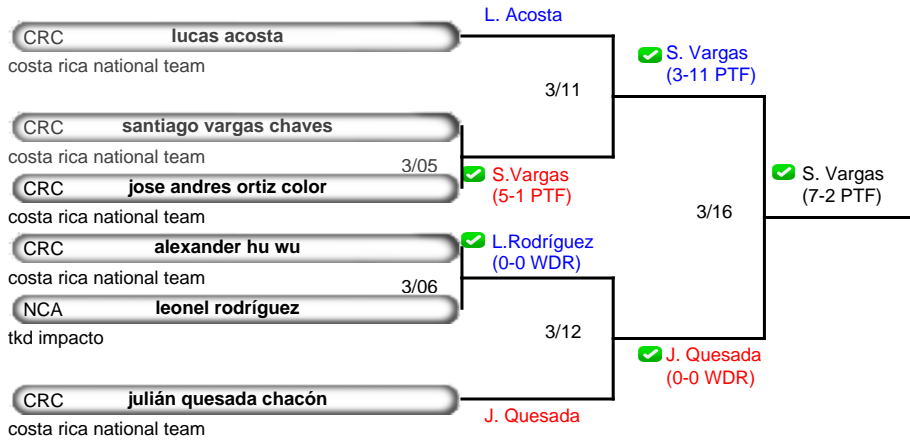 L. Acosta
CRC lucas acosta
costa rica national team
S. Vargas
(3-11 PTF)
3/11
CRC santiago vargas chaves
costa rica national team
3/05
S.Vargas
(5-1 PTF)
CRC jose andres ortiz color
costa rica national team
S. Vargas
(7-2 PTF)
3/16
CRC alexander hu wu
costa rica national team
L.Rodríguez
(0-0 WDR)
3/06
NCA leonel rodríguez
tkd impacto
3/12
J. Quesada
(0-0 WDR)
CRC julián quesada chacón
costa rica national team
J. Quesada